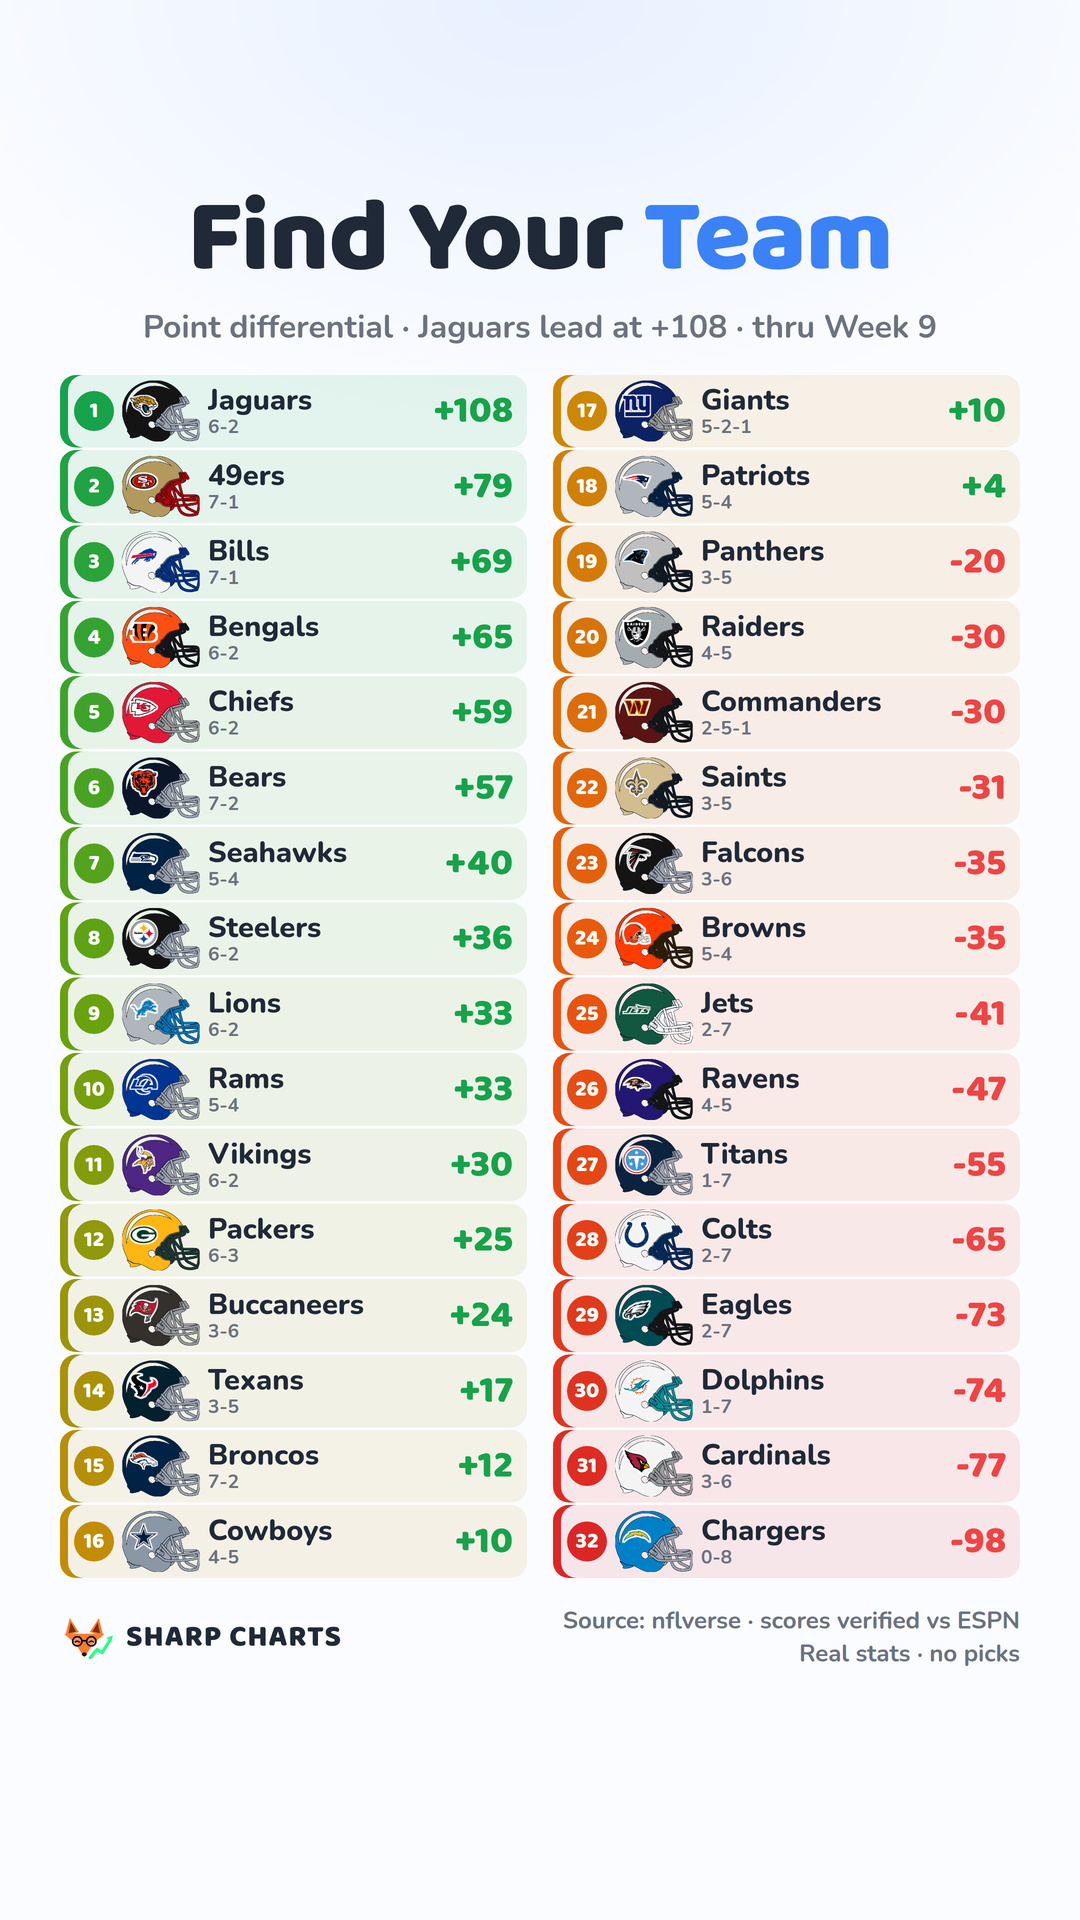 Find Your Team
Point differential · Jaguars lead at +108 · thru Week 9
1 Jaguars +108
6-2
2 49ers +79
7-1
3 Bills +69
7-1
4 Bengals +65
6-2
5 Chiefs +59
6-2
6 Bears +57
7-2
7 Seahawks +40
5-4
8 Steelers +36
6-2
9 Lions +33
6-2
10 Rams +33
5-4
11 Vikings +30
6-2
12 Packers +25
6-3
13 Buccaneers +24
3-6
14 Texans +17
3-5
15 Broncos +12
7-2
16 Cowboys +10
4-5
17 Giants +10
5-2-1
18 Patriots +4
5-4
19 Panthers -20
3-5
20 Raiders -30
4-5
21 Commanders -30
2-5-1
22 Saints -31
3-5
23 Falcons -35
3-6
24 Browns -35
5-4
25 Jets -41
2-7
26 Ravens -47
4-5
27 Titans -55
1-7
28 Colts -65
2-7
29 Eagles -73
2-7
30 Dolphins -74
1-7
31 Cardinals -77
3-6
32 Chargers -98
0-8
SHARP CHARTS
Source: nflverse · scores verified vs ESPN
Real stats · no picks